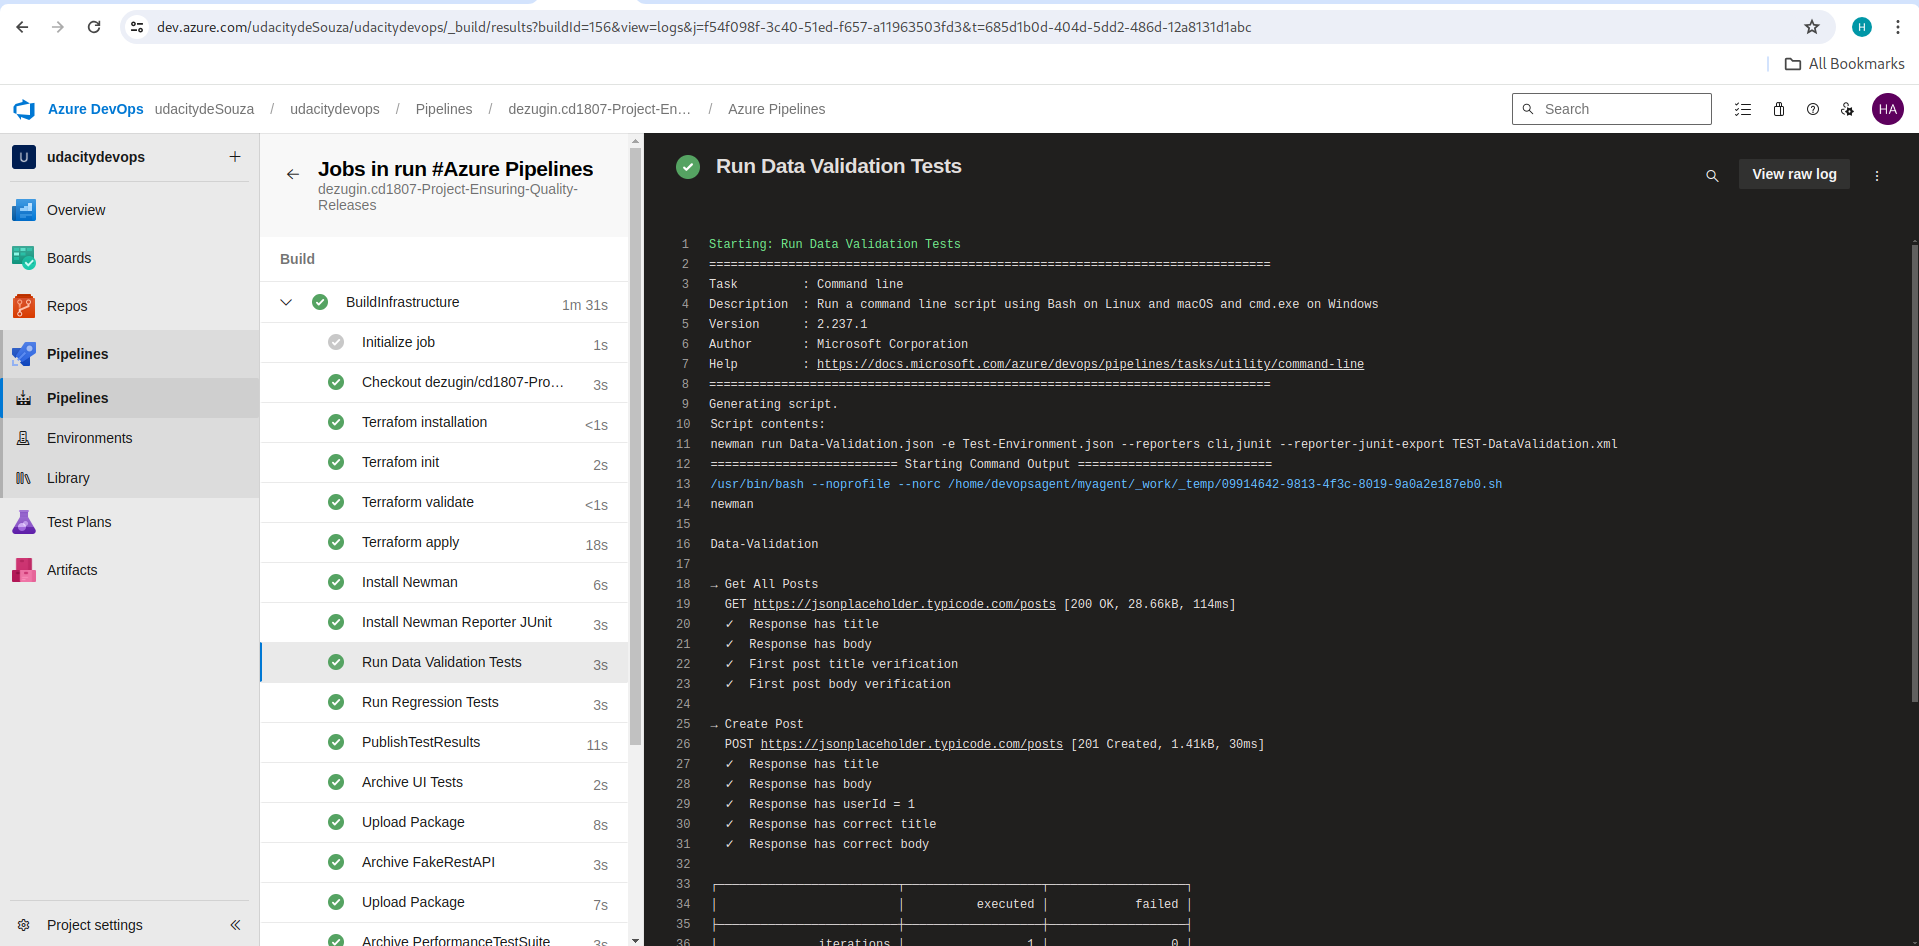 dev.azure.com/udacitydeSouza/udacitydevops/_build/results?buildId=156&view=logs&j=f54f098f-3c40-51ed-f657-a11963503fd3&t=685d1b0d-404d-5dd2-486d-12a8131d1abc
H
All Bookmarks
Azure DevOps udacitydeSouza / udacitydevops / Pipelines / dezugin.cd1807-Project-En... / Azure Pipelines
Search
HA
U udacitydevops +
Overview
Boards
Repos
Pipelines
Pipelines
Environments
Library
Test Plans
Artifacts
Project settings
Jobs in run #Azure Pipelines
dezugin.cd1807-Project-Ensuring-Quality-
Releases
Build
BuildInfrastructure 1m 31s
Initialize job 1s
Checkout dezugin/cd1807-Pro... 3s
Terrafom installation <1s
Terrafom init 2s
Terraform validate <1s
Terraform apply 18s
Install Newman 6s
Install Newman Reporter JUnit 3s
Run Data Validation Tests 3s
Run Regression Tests 3s
PublishTestResults 11s
Archive UI Tests 2s
Upload Package 8s
Archive FakeRestAPI 3s
Upload Package 7s
Archive PerformanceTestSuite 3s
Run Data Validation Tests
View raw log
1 Starting: Run Data Validation Tests
2 ==============================================================================
3 Task : Command line
4 Description : Run a command line script using Bash on Linux and macOS and cmd.exe on Windows
5 Version : 2.237.1
6 Author : Microsoft Corporation
7 Help : https://docs.microsoft.com/azure/devops/pipelines/tasks/utility/command-line
8 ==============================================================================
9 Generating script.
10 Script contents:
11 newman run Data-Validation.json -e Test-Environment.json --reporters cli,junit --reporter-junit-export TEST-DataValidation.xml
12 ========================== Starting Command Output ===========================
13 /usr/bin/bash --noprofile --norc /home/devopsagent/myagent/_work/_temp/09914642-9813-4f3c-8019-9a0a2e187eb0.sh
14 newman
15
16 Data-Validation
17
18 → Get All Posts
19 GET https://jsonplaceholder.typicode.com/posts [200 OK, 28.66kB, 114ms]
20 ✓ Response has title
21 ✓ Response has body
22 ✓ First post title verification
23 ✓ First post body verification
24
25 → Create Post
26 POST https://jsonplaceholder.typicode.com/posts [201 Created, 1.41kB, 30ms]
27 ✓ Response has title
28 ✓ Response has body
29 ✓ Response has userId = 1
30 ✓ Response has correct title
31 ✓ Response has correct body
32
33
34 executed failed
35
36 iterations 1 0